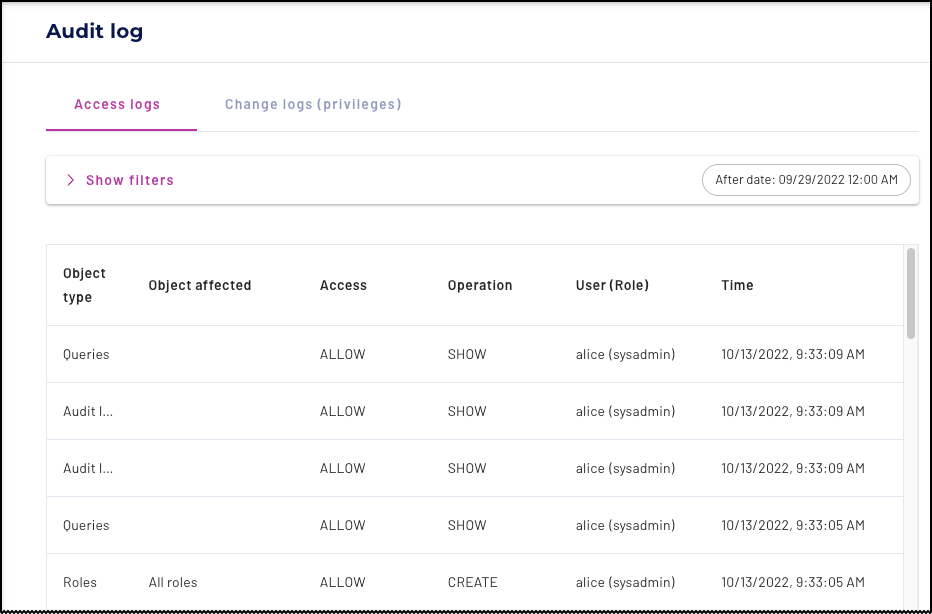 Audit log
Access logs Change logs (privileges)
Show filters After date: 09/29/2022 12:00 AM
Object type Object affected Access Operation User (Role) Time
Queries ALLOW SHOW alice (sysadmin) 10/13/2022, 9:33:09 AM
Audit l... ALLOW SHOW alice (sysadmin) 10/13/2022, 9:33:09 AM
Audit l... ALLOW SHOW alice (sysadmin) 10/13/2022, 9:33:09 AM
Queries ALLOW SHOW alice (sysadmin) 10/13/2022, 9:33:05 AM
Roles All roles ALLOW CREATE alice (sysadmin) 10/13/2022, 9:33:05 AM